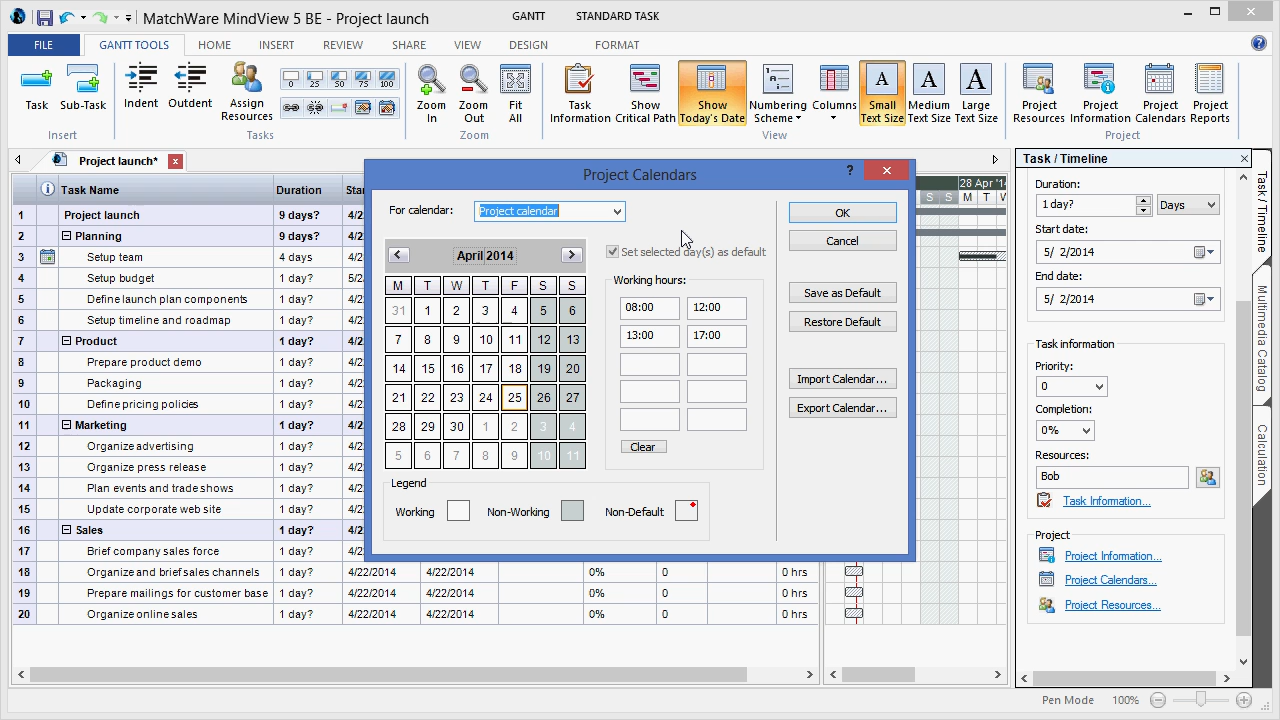 MatchWare MindView 5 BE - Project launch
GANTT
STANDARD TASK
FILE
GANTT TOOLS
HOME
INSERT
REVIEW
SHARE
VIEW
DESIGN
FORMAT
Task
Sub-Task
Insert
Indent
Outdent
Assign
Resources
0
25
50
75
100
Tasks
Zoom
In
Zoom
Out
Fit
All
Zoom
Task
Information
Show
Critical Path
Show
Today's Date
Numbering
Scheme
Columns
Small
Text Size
Medium
Text Size
Large
Text Size
View
Project
Resources
Project
Information
Project
Calendars
Project
Reports
Project
Project launch*
Task Name
Duration
1 Project launch 9 days?
2 Planning 9 days?
3 Setup team 4 days
4 Setup budget 1 day?
5 Define launch plan components 1 day?
6 Setup timeline and roadmap 1 day?
7 Product 1 day?
8 Prepare product demo 1 day?
9 Packaging 1 day?
10 Define pricing policies 1 day?
11 Marketing 1 day?
12 Organize advertising 1 day?
13 Organize press release 1 day?
14 Plan events and trade shows 1 day?
15 Update corporate web site 1 day?
16 Sales 1 day?
17 Brief company sales force 1 day?
18 Organize and brief sales channels 1 day? 4/22/2014 4/22/2014 0% 0 0 hrs
19 Prepare mailings for customer base 1 day? 4/22/2014 4/22/2014 0% 0 0 hrs
20 Organize online sales 1 day? 4/22/2014 4/22/2014 0% 0 0 hrs
28 Apr '14
S S M T W
Project Calendars
?
For calendar: Project calendar
April 2014
M T W T F S S
31 1 2 3 4 5 6
7 8 9 10 11 12 13
14 15 16 17 18 19 20
21 22 23 24 25 26 27
28 29 30 1 2 3 4
5 6 7 8 9 10 11
Set selected day(s) as default
Working hours:
08:00 12:00
13:00 17:00
Clear
Legend
Working Non-Working Non-Default
OK
Cancel
Save as Default
Restore Default
Import Calendar...
Export Calendar...
Task / Timeline
Duration:
1 day? Days
Start date:
5/ 2/2014
End date:
5/ 2/2014
Task information
Priority:
0
Completion:
0%
Resources:
Bob
Task Information...
Project
Project Information...
Project Calendars...
Project Resources...
Task / Timeline
Multimedia Catalog
Calculation
Pen Mode 100%